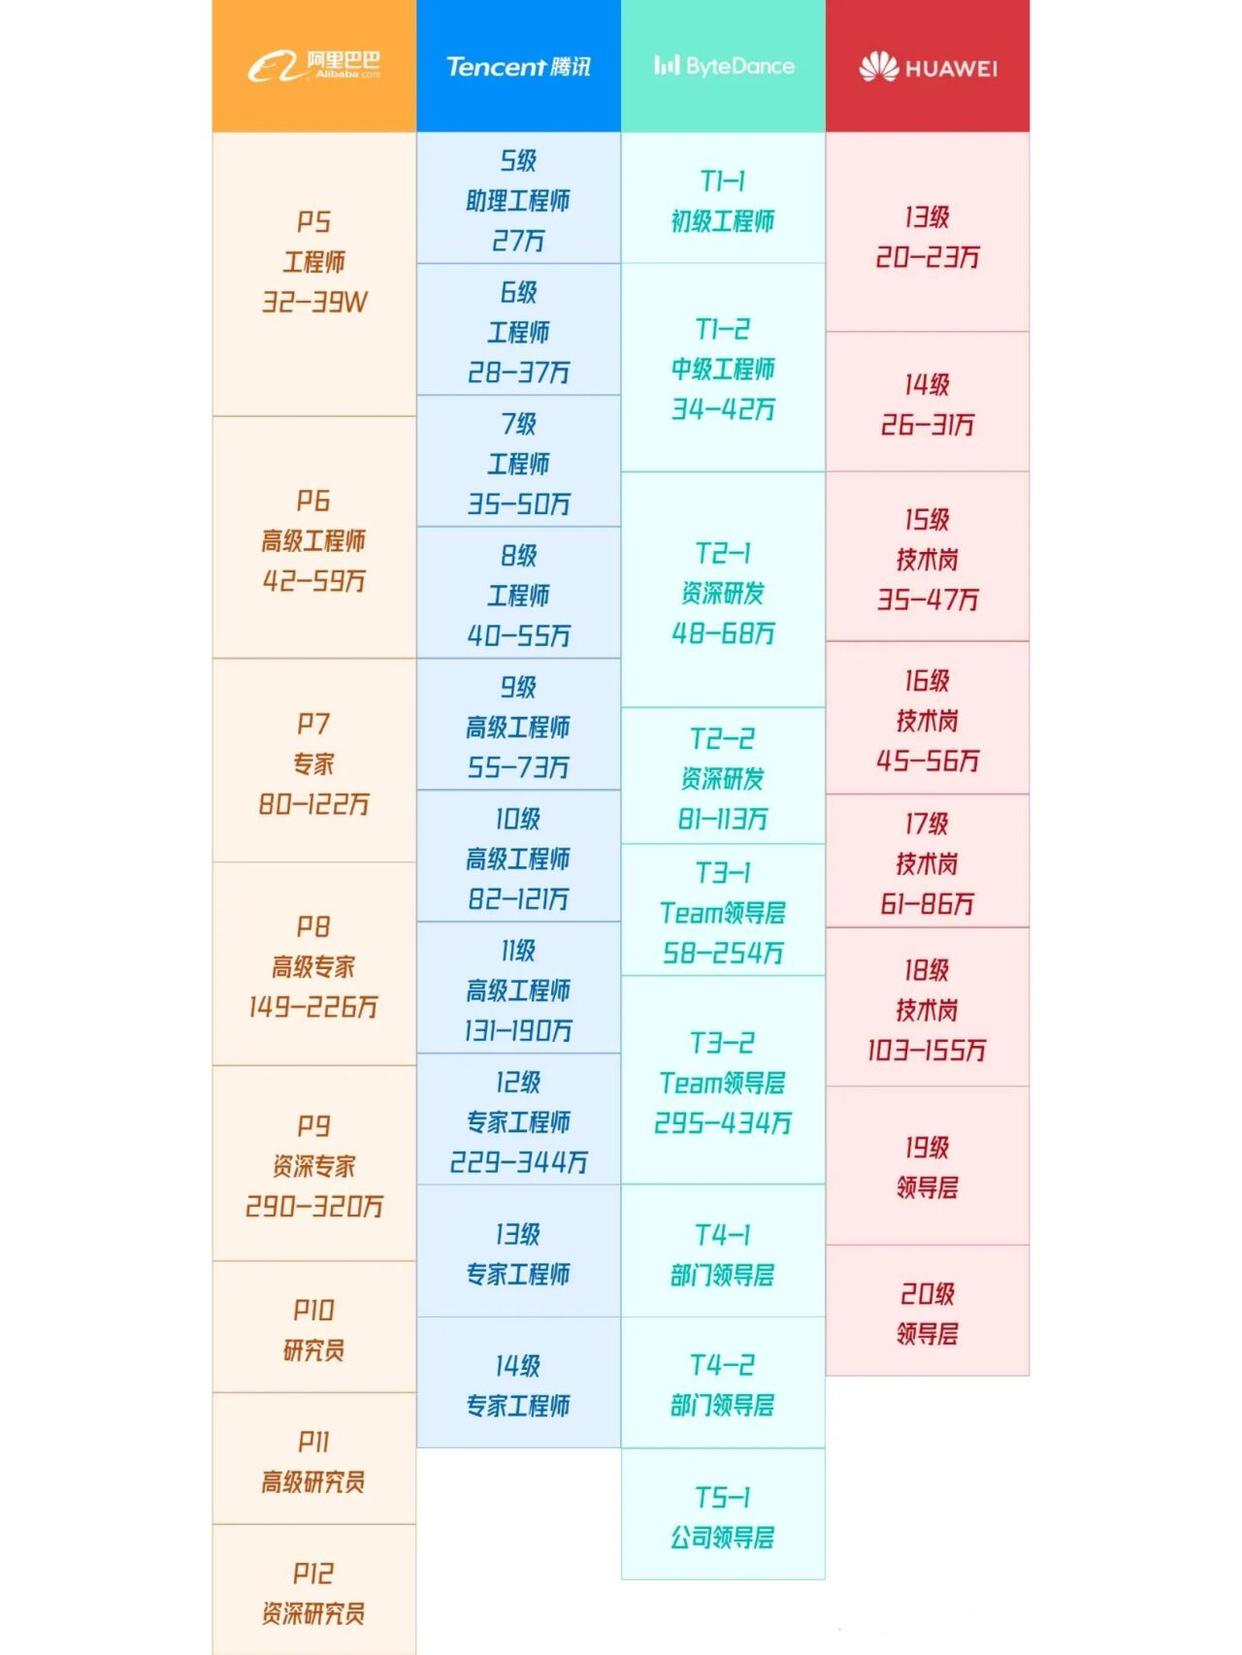 阿里巴巴
Alibaba.com
P5
工程师
32-39W
P6
高级工程师
42-59万
P7
专家
80-122万
P8
高级专家
149-226万
P9
资深专家
290-320万
P10
研究员
P11
高级研究员
P12
资深研究员
Tencent 腾讯
5级
助理工程师
27万
6级
工程师
28-37万
7级
工程师
35-50万
8级
工程师
40-55万
9级
高级工程师
55-73万
10级
高级工程师
82-121万
11级
高级工程师
131-190万
12级
专家工程师
229-344万
13级
专家工程师
14级
专家工程师
ByteDance
T1-1
初级工程师
T1-2
中级工程师
34-42万
T2-1
资深研发
48-68万
T2-2
资深研发
81-113万
T3-1
Team领导层
58-254万
T3-2
Team领导层
295-434万
T4-1
部门领导层
T4-2
部门领导层
T5-1
公司领导层
HUAWEI
13级
20-23万
14级
26-31万
15级
技术岗
35-47万
16级
技术岗
45-56万
17级
技术岗
61-86万
18级
技术岗
103-155万
19级
领导层
20级
领导层